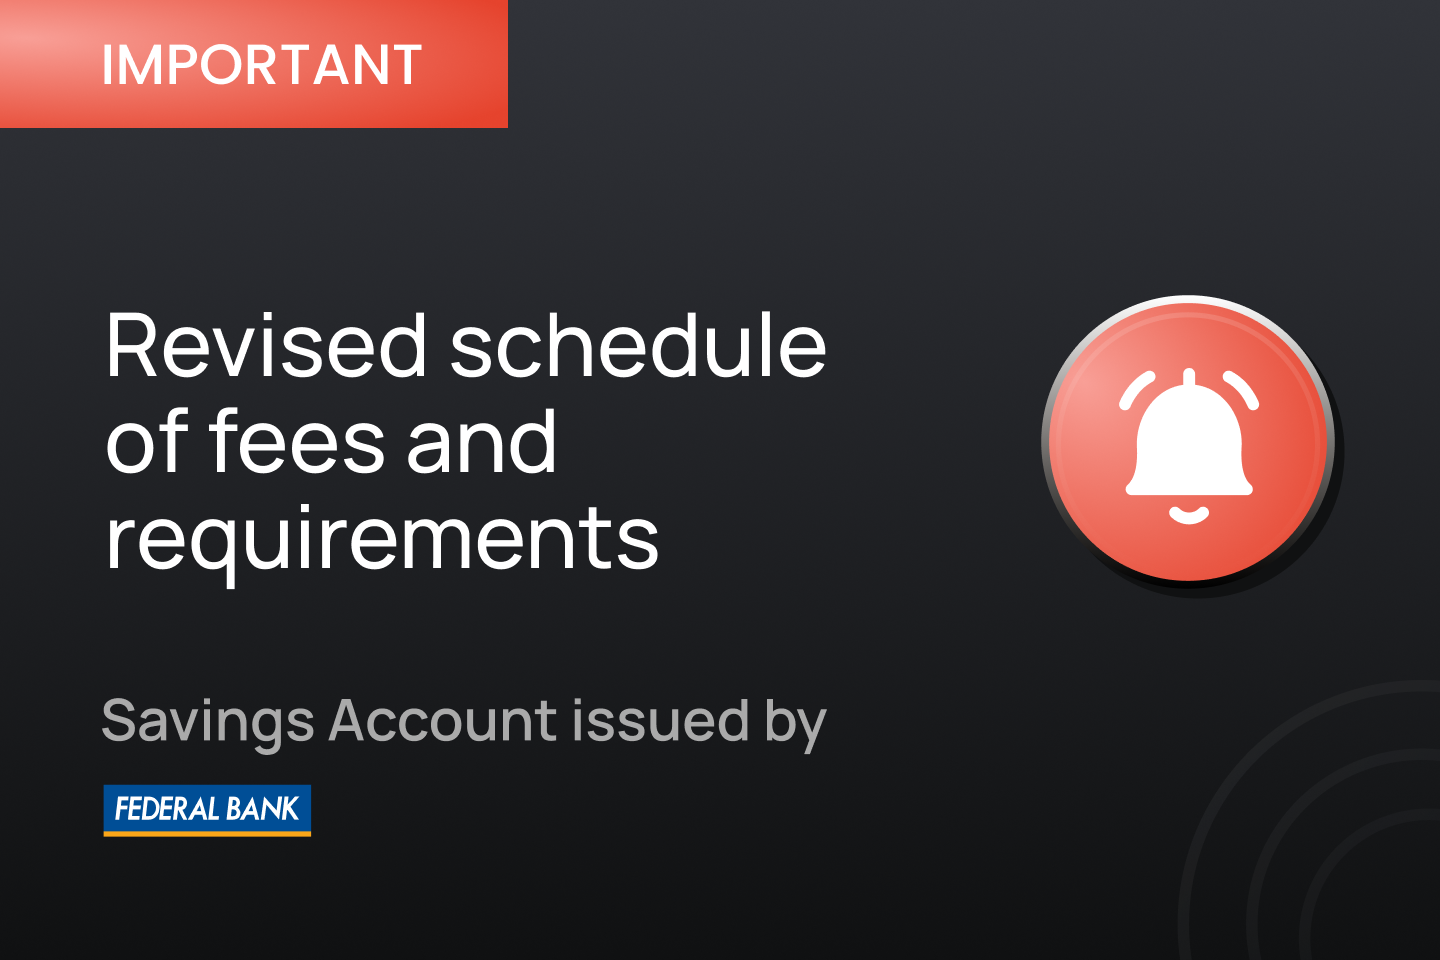 IMPORTANT
Revised schedule
of fees and
requirements
Savings Account issued by
FEDERAL BANK